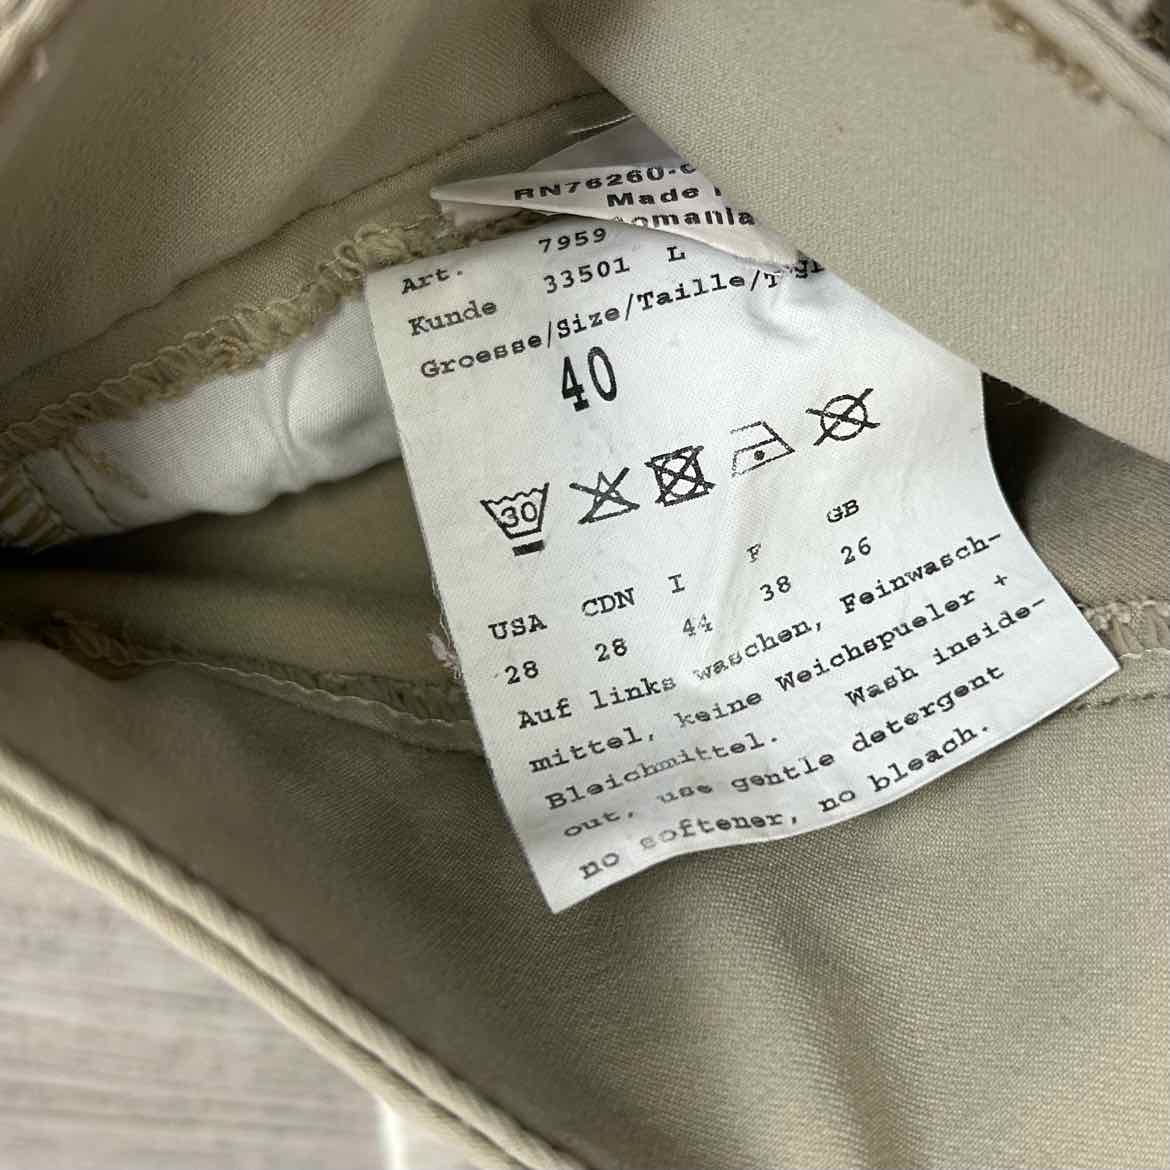 RN76260-
Made
omania
Art. 7959
Kunde 33501 L
Groesse/Size/Taille/
40
30
USA CDN I F GB
28 28 44 38 26
Auf links waschen, Feinwasch-
mittel, keine Weichspueler +
Bleichmittel. Wash inside-
out, use gentle detergent
no softener, no bleach.